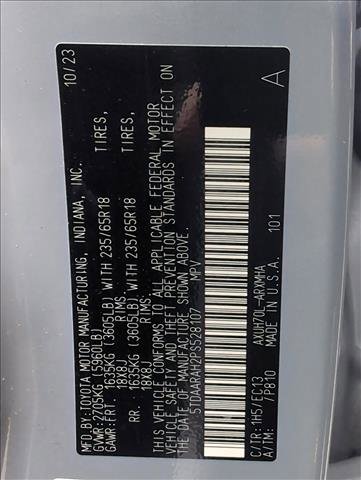 MFD.BY:TOYOTA MOTOR MANUFACTURING, INDIANA, INC. 10/23
GVWR:2705KG (5960LB)
GAWR:FRT. 1635KG (3605LB) WITH 235/65R18 TIRES,
18X8J RIMS.
RR. 1635KG (3605LB) WITH 235/65R18 TIRES,
18X8J RIMS.
THIS VEHICLE CONFORMS TO ALL APPLICABLE FEDERAL MOTOR
VEHICLE SAFETY AND THEFT PREVENTION STANDARDS IN EFFECT ON
THE DATE OF MANUFACTURE SHOWN ABOVE.
MPV
A
101
C/TR:1H5/EC13 AXUH70L-ARXMHA
A/TM: /P810 MADE IN U.S.A.